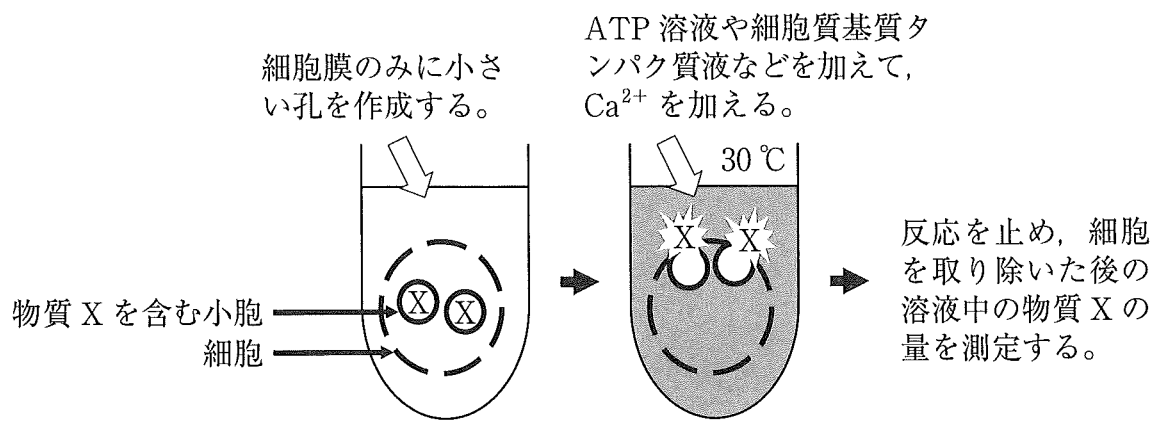 細胞膜のみに小さ
い孔を作成する。
ATP 溶液や細胞質基質タ
ンパク質液などを加えて,
Ca²⁺ を加える。
30 ℃
X
X
X
X
物質 X を含む小胞
細胞
反応を止め, 細胞
を取り除いた後の
溶液中の物質 X の
量を測定する。